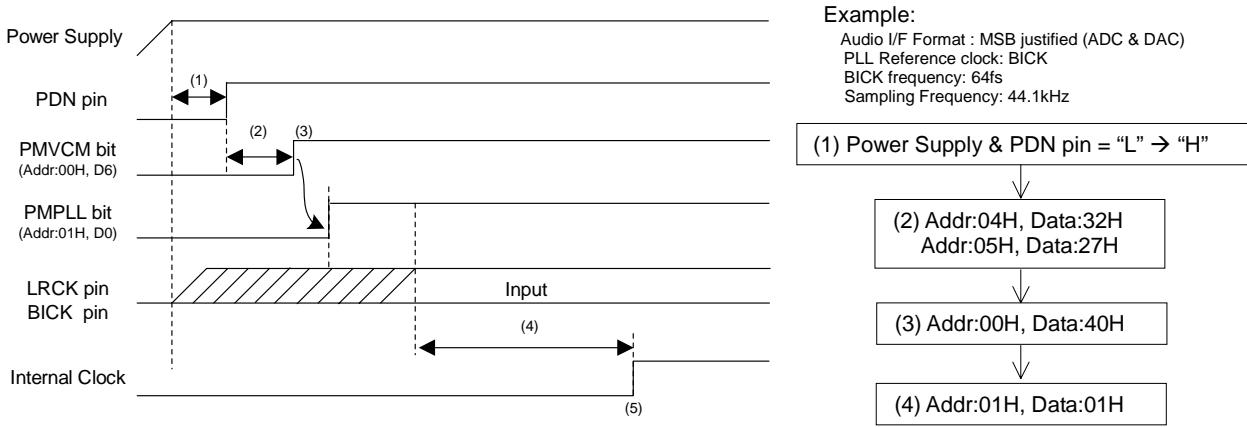 Power Supply
(1)
PDN pin
(2)
(3)
PMVCM bit
(Addr:00H, D6)
PMPLL bit
(Addr:01H, D0)
LRCK pin
BICK pin
Input
(4)
Internal Clock
(5)
Example:
Audio I/F Format : MSB justified (ADC & DAC)
PLL Reference clock: BICK
BICK frequency: 64fs
Sampling Frequency: 44.1kHz
(1) Power Supply & PDN pin = “L” → “H”
(2) Addr:04H, Data:32H
Addr:05H, Data:27H
(3) Addr:00H, Data:40H
(4) Addr:01H, Data:01H